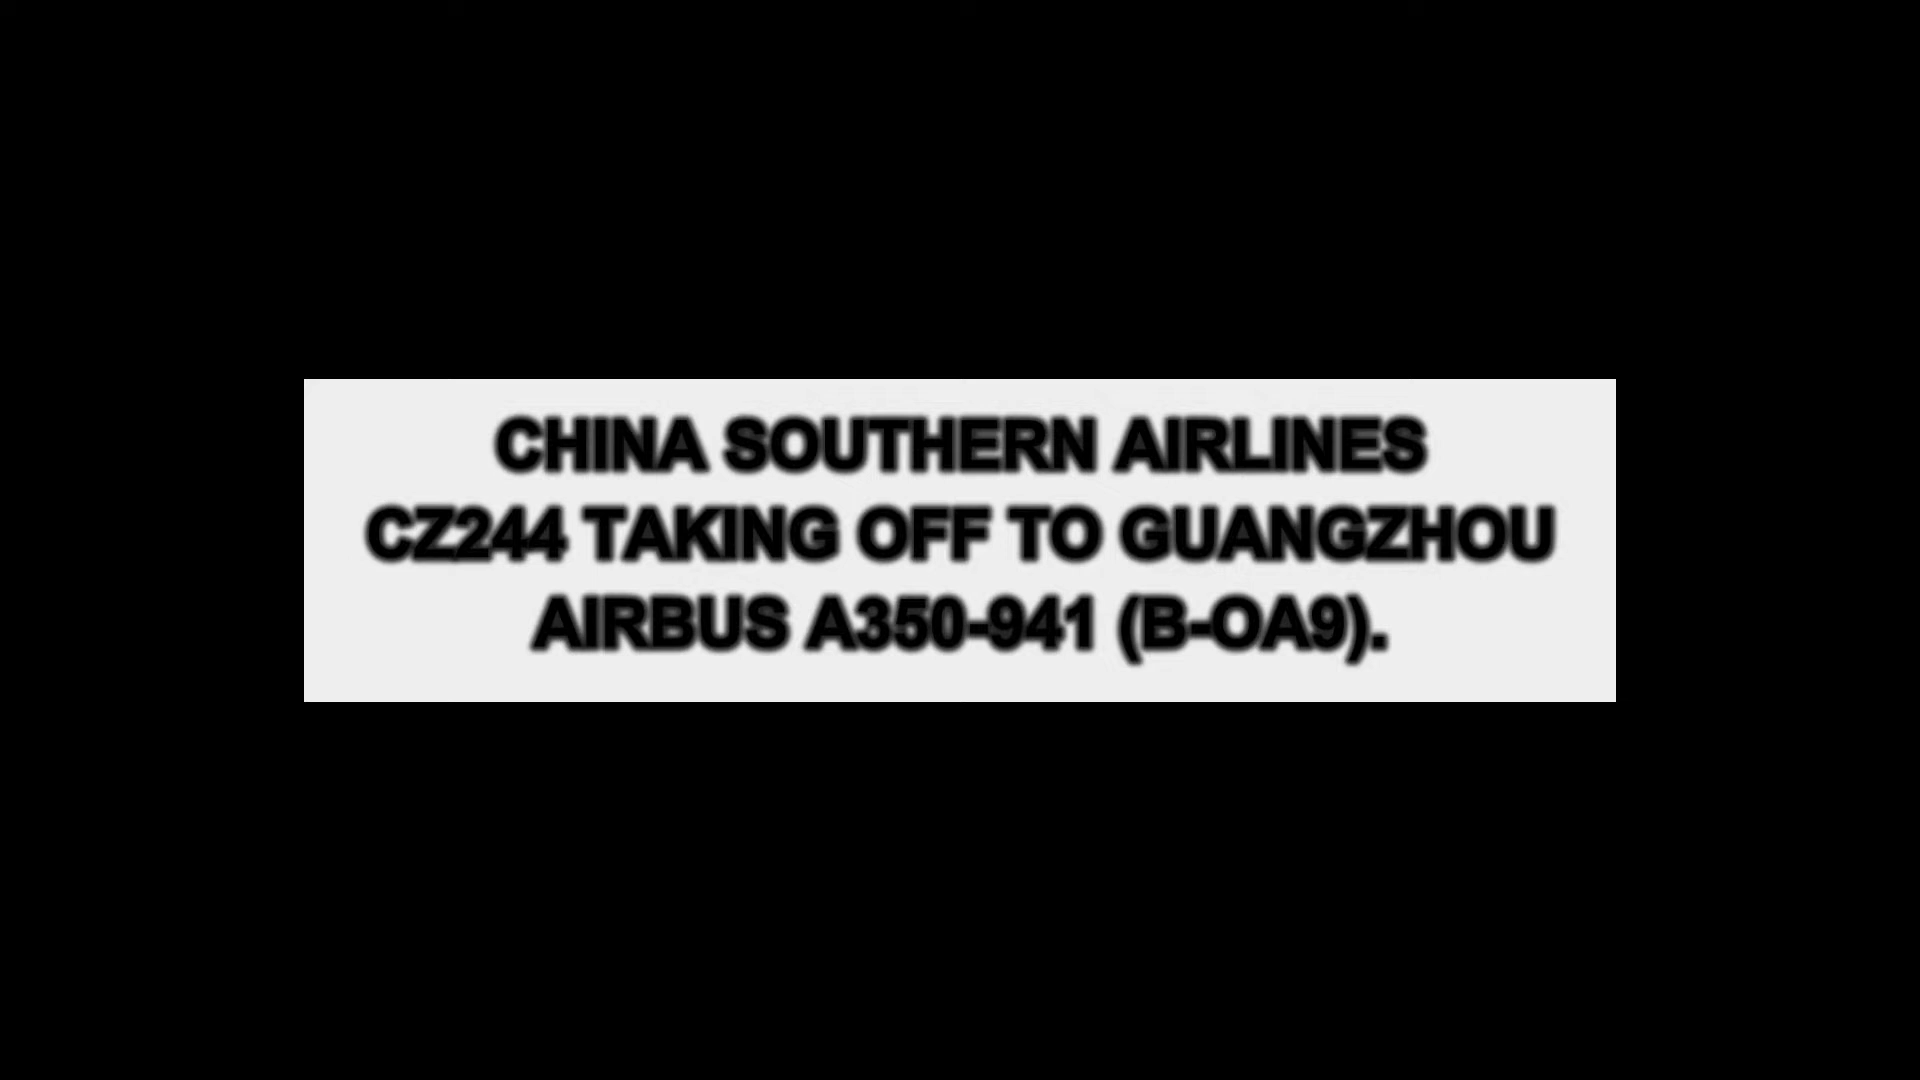 CHINA SOUTHERN AIRLINES
CZ244 TAKING OFF TO GUANGZHOU
AIRBUS A350-941 (B-OA9).